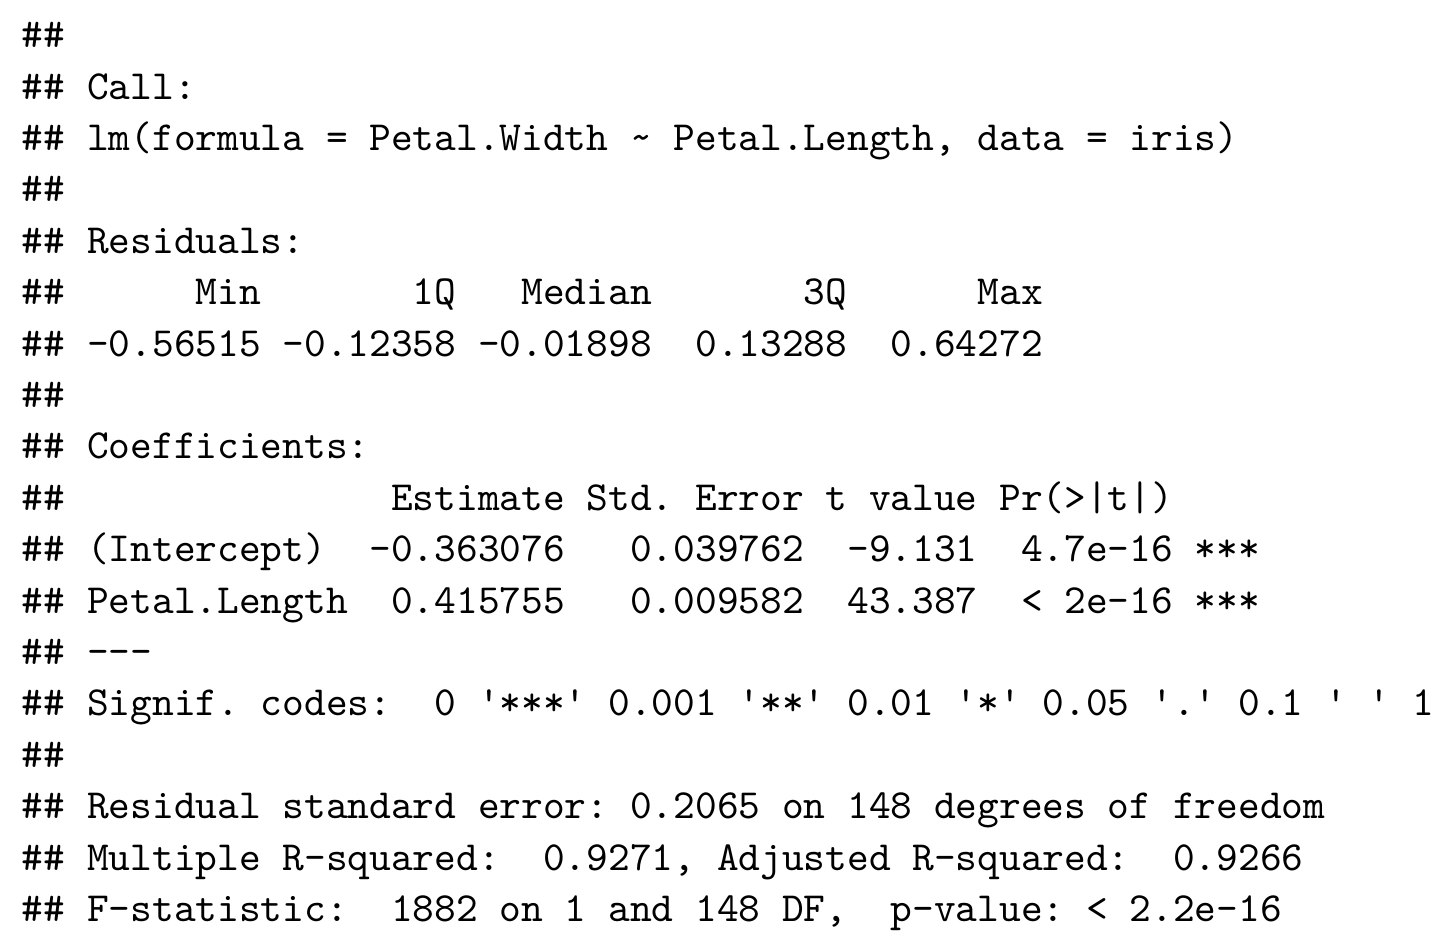 ##
## Call:
## lm(formula = Petal.Width ~ Petal.Length, data = iris)
##
## Residuals:
##      Min       1Q   Median       3Q      Max
## -0.56515 -0.12358 -0.01898  0.13288  0.64272
##
## Coefficients:
##               Estimate Std. Error t value Pr(>|t|)
## (Intercept)  -0.363076   0.039762  -9.131  4.7e-16 ***
## Petal.Length  0.415755   0.009582  43.387  < 2e-16 ***
## ---
## Signif. codes:  0 '***' 0.001 '**' 0.01 '*' 0.05 '.' 0.1 ' ' 1
##
## Residual standard error: 0.2065 on 148 degrees of freedom
## Multiple R-squared:  0.9271, Adjusted R-squared:  0.9266
## F-statistic:  1882 on 1 and 148 DF,  p-value: < 2.2e-16